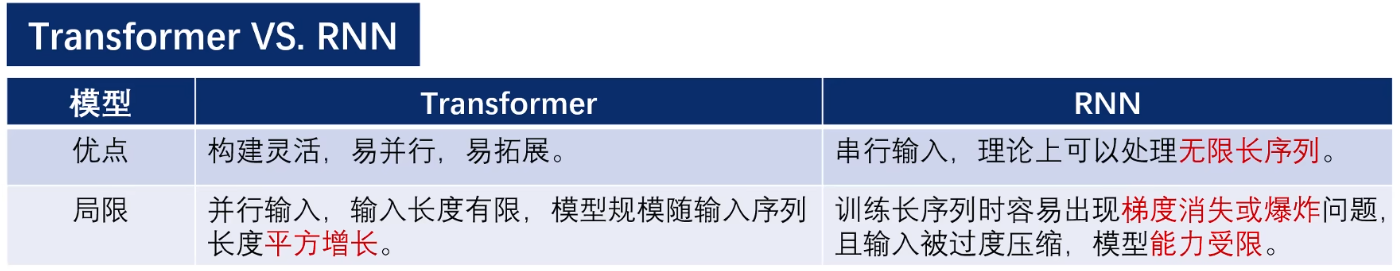 Transformer VS. RNN
模型 Transformer RNN
优点 构建灵活，易并行，易拓展。 串行输入，理论上可以处理无限长序列。
局限 并行输入，输入长度有限，模型规模随输入序列 训练长序列时容易出现梯度消失或爆炸问题，
长度平方增长。 且输入被过度压缩，模型能力受限。